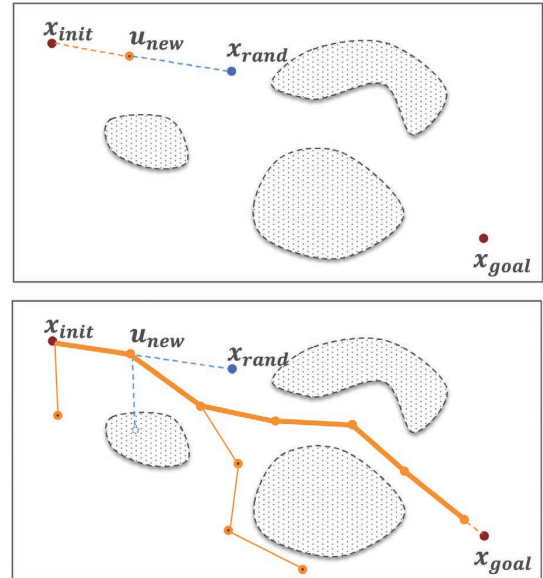 x_init
u_new
x_rand
x_goal
x_init
u_new
x_rand
x_goal